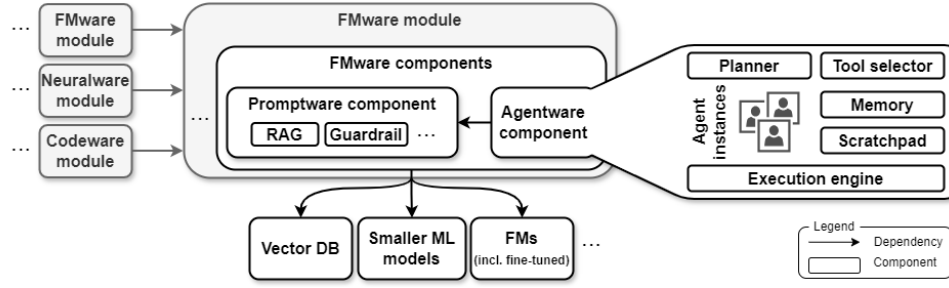 ... FMware
module
... Neuralware
module
... Codeware
module
FMware module
...
FMware components
Promptware component
RAG
Guardrail
...
Agentware
component
Planner
Tool selector
Agent
instances
Memory
Scratchpad
Execution engine
Vector DB
Smaller ML
models
FMs
(incl. fine-tuned)
...
Legend
Dependency
Component